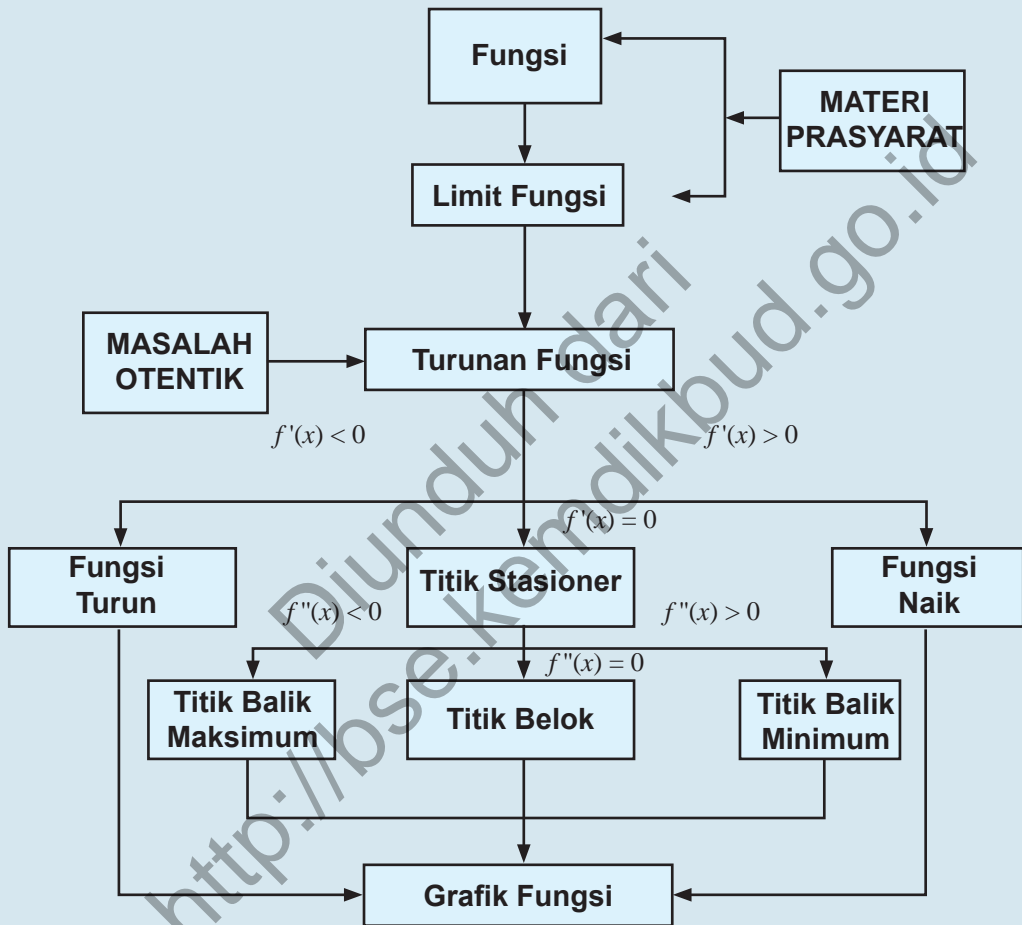 Fungsi
MATERI
PRASYARAT
Limit Fungsi
MASALAH
OTENTIK
Turunan Fungsi
f'(x) < 0
f'(x) > 0
f'(x) = 0
Fungsi
Turun
Titik Stasioner
Fungsi
Naik
f"(x) < 0
f"(x) > 0
f"(x) = 0
Titik Balik
Maksimum
Titik Belok
Titik Balik
Minimum
Grafik Fungsi
Diunduh dari
http://bse.kemdikbud.go.id